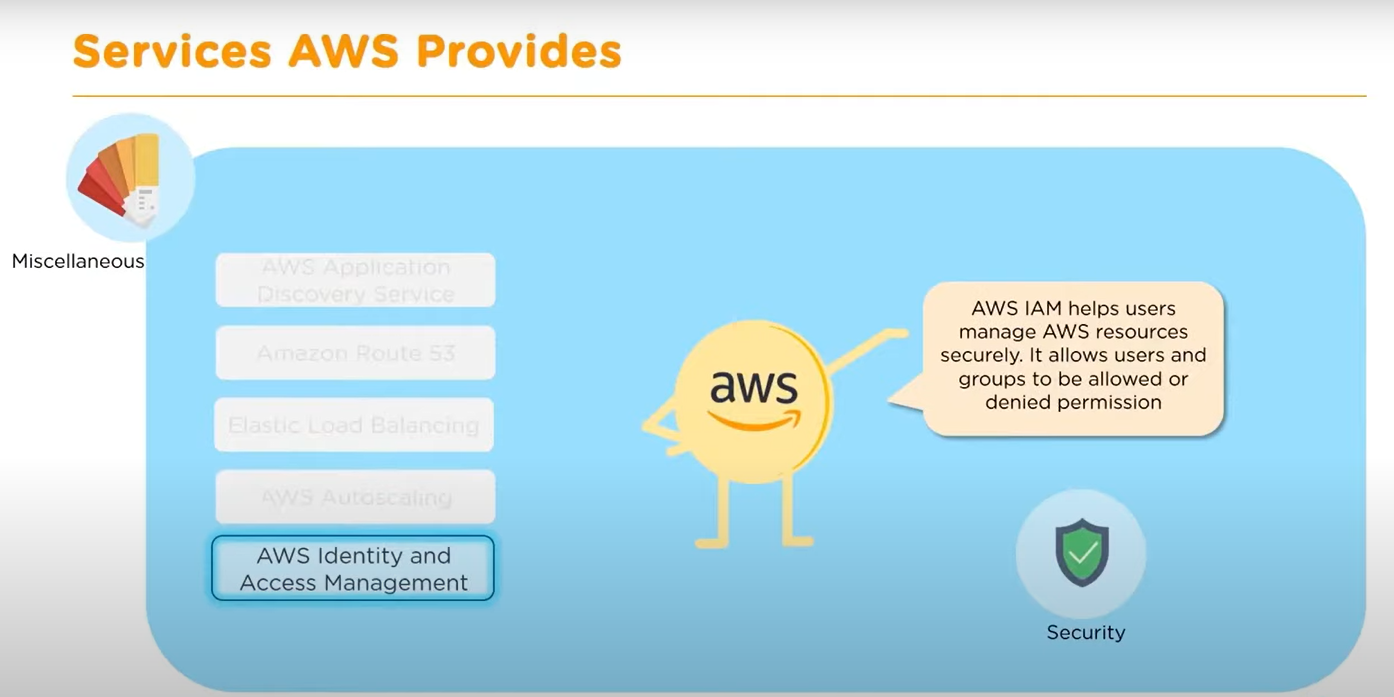 Services AWS Provides
Miscellaneous
AWS Application
Discovery Service
Amazon Route 53
Elastic Load Balancing
AWS Autoscaling
AWS Identity and
Access Management
aws
AWS IAM helps users
manage AWS resources
securely. It allows users and
groups to be allowed or
denied permission
Security